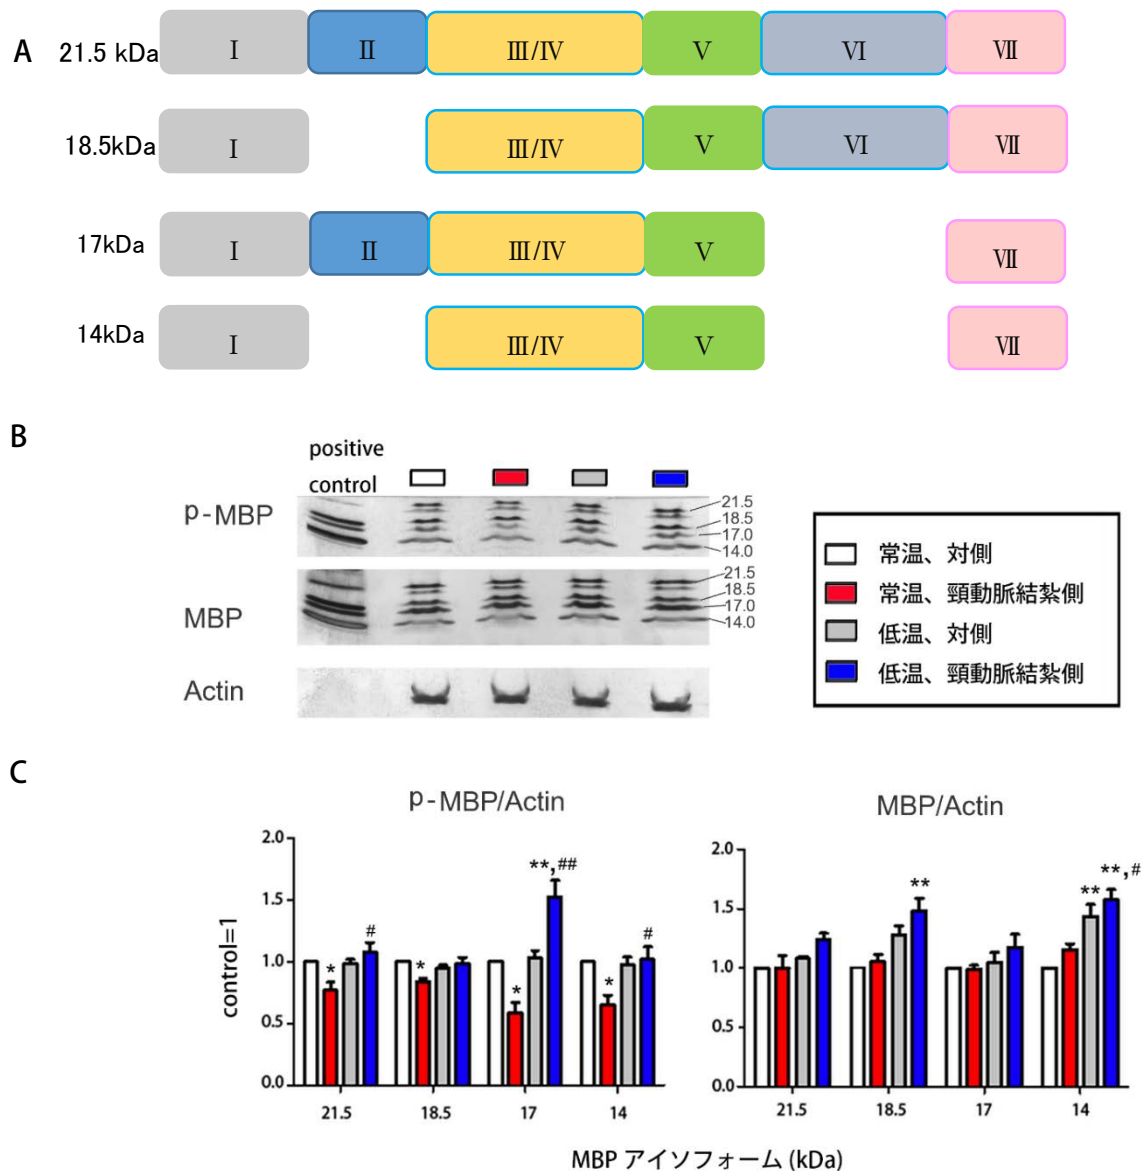 A
21.5 kDa
Ⅰ Ⅱ Ⅲ/Ⅳ Ⅴ Ⅵ Ⅶ
18.5kDa
Ⅰ Ⅲ/Ⅳ Ⅴ Ⅵ Ⅶ
17kDa
Ⅰ Ⅱ Ⅲ/Ⅳ Ⅴ Ⅶ
14kDa
Ⅰ Ⅲ/Ⅳ Ⅴ Ⅶ
B
positive
control
p-MBP
21.5
18.5
17.0
14.0
MBP
21.5
18.5
17.0
14.0
Actin
常温、対側
常温、頸動脈結紮側
低温、対側
低温、頸動脈結紮側
C
p-MBP/Actin
control=1
2.0
1.5
1.0
0.5
0.0
* # * * **,## * #
21.5 18.5 17 14
MBP/Actin
2.0
1.5
1.0
0.5
0.0
** ** **,#
21.5 18.5 17 14
MBP アイソフォーム (kDa)